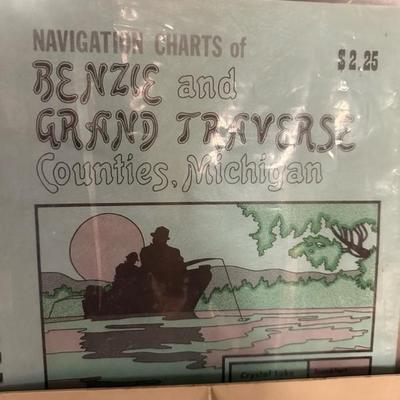 NAVIGATION CHARTS of
$2.25
BENZIE and
GRAND TRAVERSE
Counties, Michigan
Crystal Lake